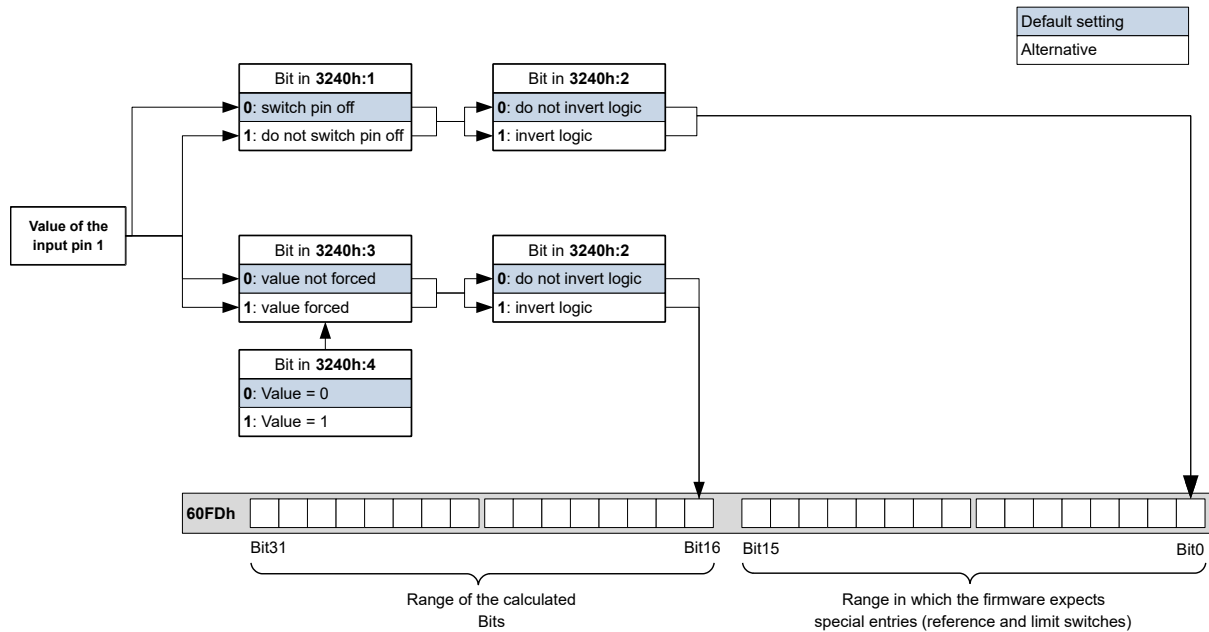 Default setting
Alternative
Bit in 3240h:1
0: switch pin off
1: do not switch pin off
Bit in 3240h:2
0: do not invert logic
1: invert logic
Value of the
input pin 1
Bit in 3240h:3
0: value not forced
1: value forced
Bit in 3240h:2
0: do not invert logic
1: invert logic
Bit in 3240h:4
0: Value = 0
1: Value = 1
60FDh
Bit31
Bit16
Bit15
Bit0
Range of the calculated
Bits
Range in which the firmware expects
special entries (reference and limit switches)